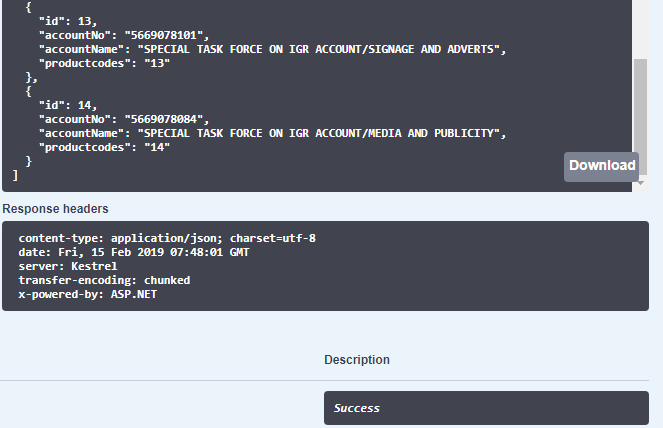 {
"id": 13,
"accountNo": "5669078101",
"accountName": "SPECIAL TASK FORCE ON IGR ACCOUNT/SIGNAGE AND ADVERTS",
"productcodes": "13"
},
{
"id": 14,
"accountNo": "5669078084",
"accountName": "SPECIAL TASK FORCE ON IGR ACCOUNT/MEDIA AND PUBLICITY",
"productcodes": "14"
}
]
Download
Response headers
content-type: application/json; charset=utf-8
date: Fri, 15 Feb 2019 07:48:01 GMT
server: Kestrel
transfer-encoding: chunked
x-powered-by: ASP.NET
Description
Success